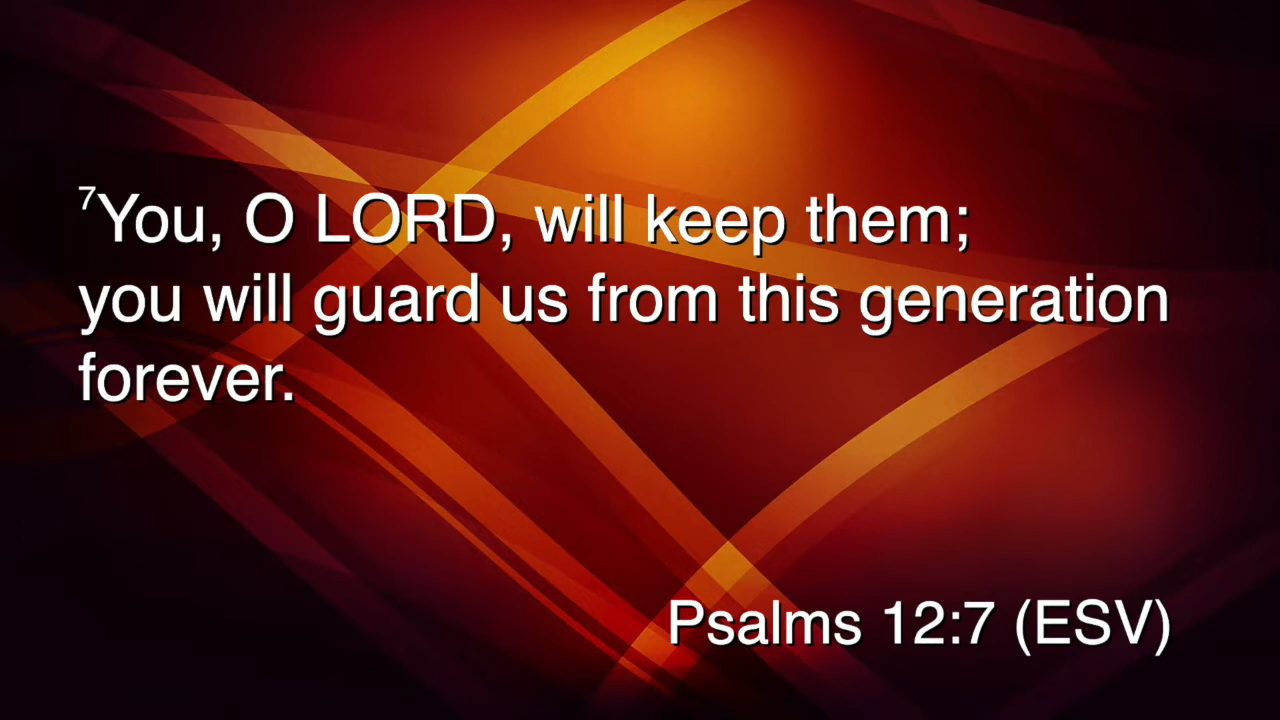 ⁷You, O LORD, will keep them;
you will guard us from this generation
forever.
Psalms 12:7 (ESV)